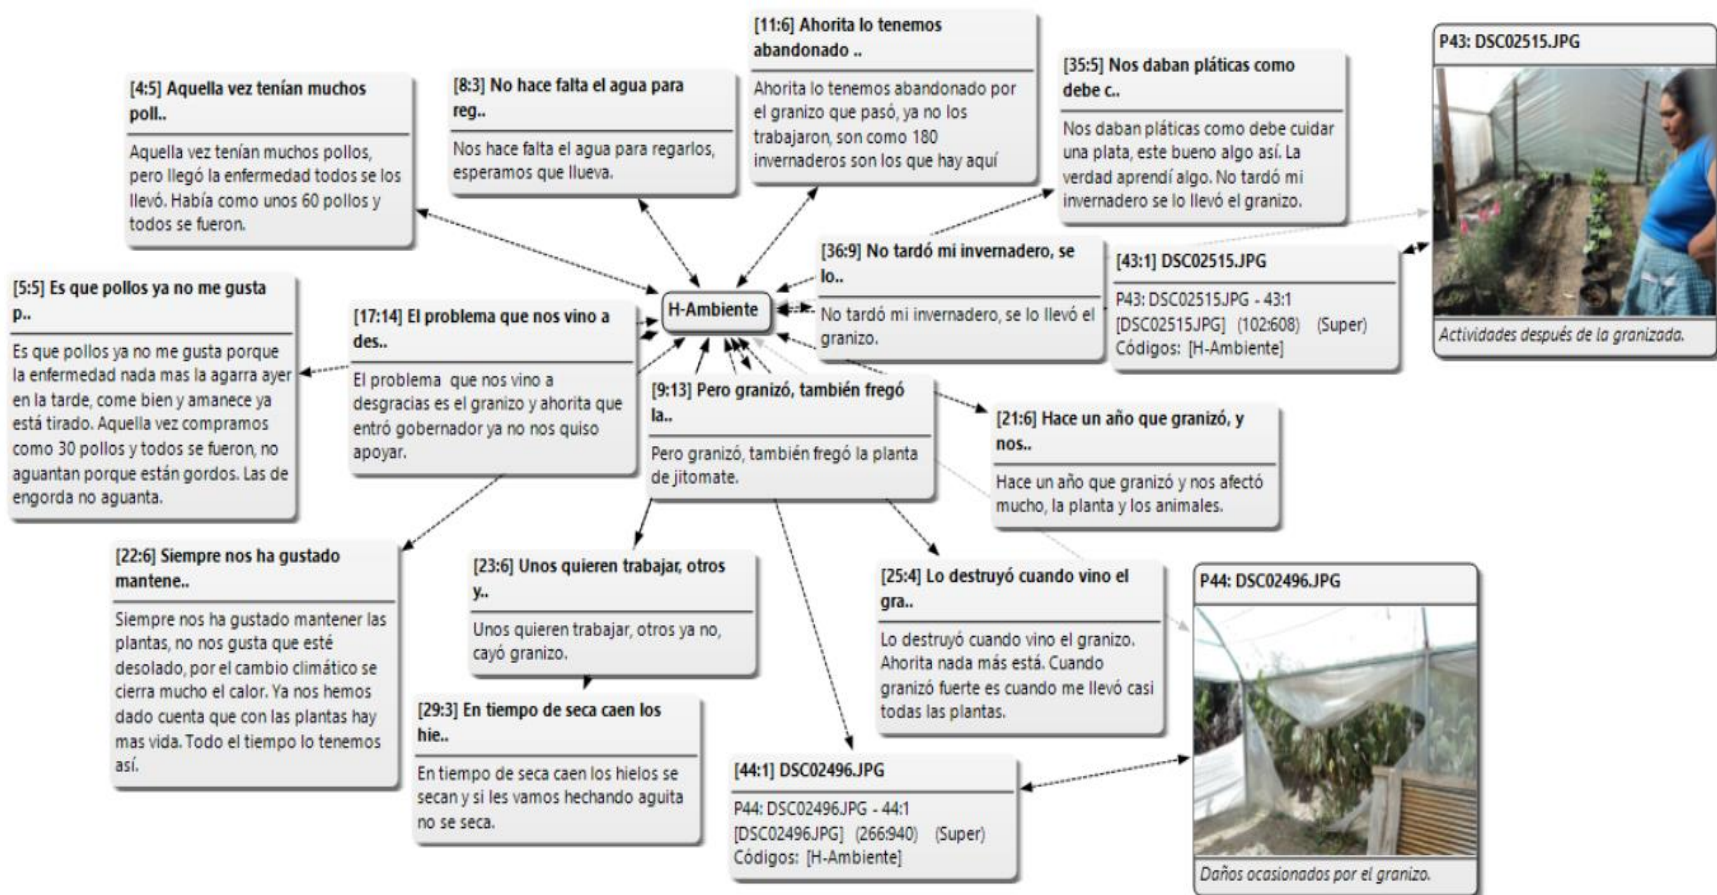 [4:5] Aquella vez tenían muchos
poll..
Aquella vez tenían muchos pollos,
pero llegó la enfermedad todos se los
llevó. Había como unos 60 pollos y
todos se fueron.
[8:3] No hace falta el agua para
reg..
Nos hace falta el agua para regarlos,
esperamos que llueva.
[11:6] Ahorita lo tenemos
abandonado ..
Ahorita lo tenemos abandonado por
el granizo que pasó, ya no los
trabajaron, son como 180
invernaderos son los que hay aquí
[35:5] Nos daban pláticas como
debe c..
Nos daban pláticas como debe cuidar
una plata, este bueno algo así. La
verdad aprendí algo. No tardó mi
invernadero se lo llevó el granizo.
P43: DSC02515.JPG
Actividades después de la granizada.
[5:5] Es que pollos ya no me gusta
p..
Es que pollos ya no me gusta porque
la enfermedad nada mas la agarra ayer
en la tarde, come bien y amanece ya
está tirado. Aquella vez compramos
como 30 pollos y todos se fueron, no
aguantan porque están gordos. Las de
engorda no aguanta.
[17:14] El problema que nos vino a
des..
El problema que nos vino a
desgracias es el granizo y ahorita que
entró gobernador ya no nos quiso
apoyar.
H-Ambiente
[36:9] No tardó mi invernadero, se
lo..
No tardó mi invernadero, se lo llevó el
granizo.
[43:1] DSC02515.JPG
P43: DSC02515.JPG - 43:1
[DSC02515.JPG] (102:608) (Super)
Códigos: [H-Ambiente]
[9:13] Pero granizó, también fregó
la..
Pero granizó, también fregó la planta
de jitomate.
[21:6] Hace un año que granizó, y
nos..
Hace un año que granizó y nos afectó
mucho, la planta y los animales.
[22:6] Siempre nos ha gustado
mantene..
Siempre nos ha gustado mantener las
plantas, no nos gusta que esté
desolado, por el cambio climático se
cierra mucho el calor. Ya nos hemos
dado cuenta que con las plantas hay
mas vida. Todo el tiempo lo tenemos
así.
[23:6] Unos quieren trabajar, otros
y..
Unos quieren trabajar, otros ya no,
cayó granizo.
[25:4] Lo destruyó cuando vino el
gra..
Lo destruyó cuando vino el granizo.
Ahorita nada más está. Cuando
granizó fuerte es cuando me llevó casi
todas las plantas.
P44: DSC02496.JPG
Daños ocasionados por el granizo.
[29:3] En tiempo de seca caen los
hie..
En tiempo de seca caen los hielos se
secan y si les vamos hechando aguita
no se seca.
[44:1] DSC02496.JPG
P44: DSC02496.JPG - 44:1
[DSC02496.JPG] (266:940) (Super)
Códigos: [H-Ambiente]